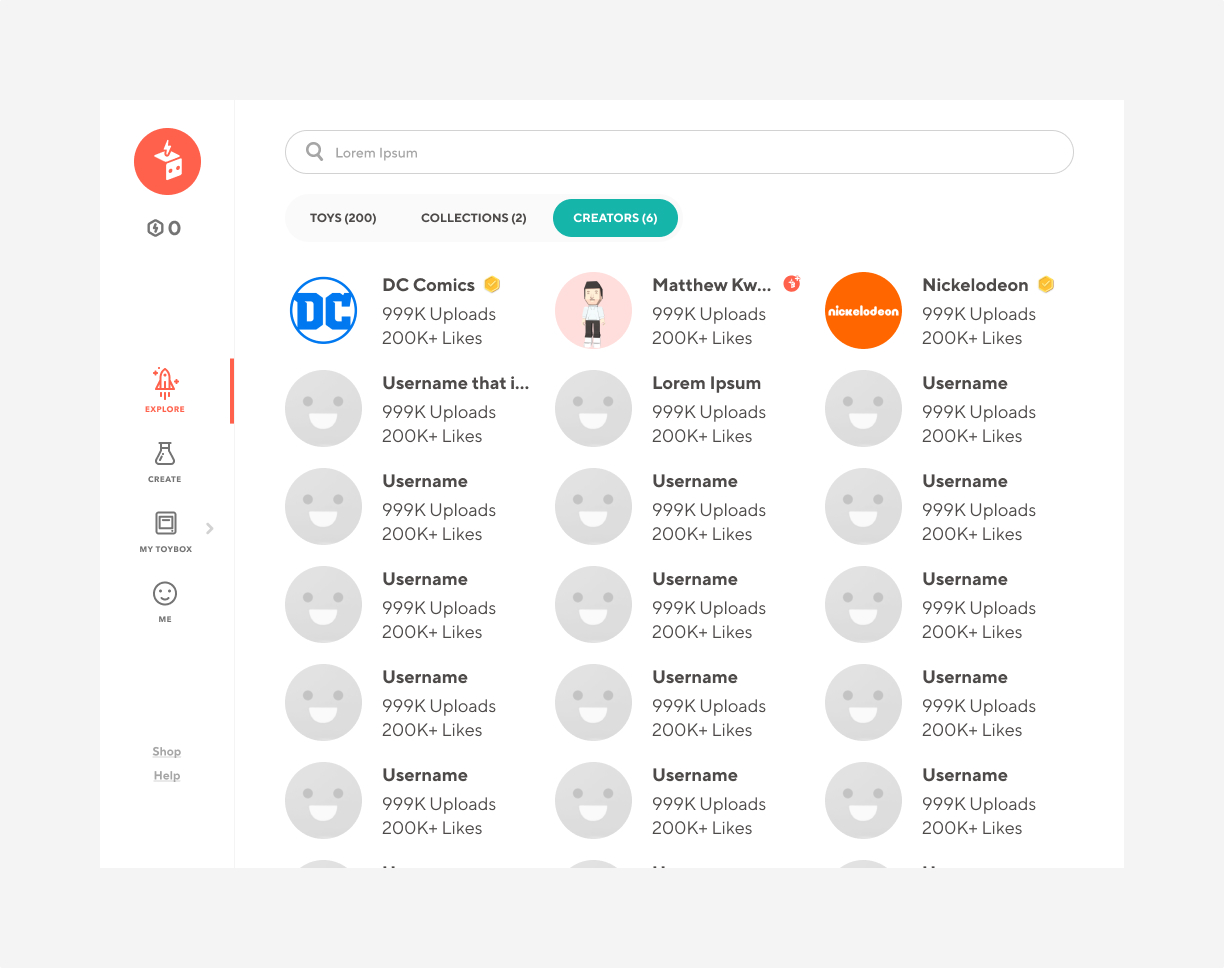 0
EXPLORE
CREATE
MY TOYBOX
ME
Shop
Help
Lorem Ipsum
TOYS (200)
COLLECTIONS (2)
CREATORS (6)
DC
DC Comics
999K Uploads
200K+ Likes
Matthew Kw...
999K Uploads
200K+ Likes
nickelodeon
Nickelodeon
999K Uploads
200K+ Likes
Username that i...
999K Uploads
200K+ Likes
Lorem Ipsum
999K Uploads
200K+ Likes
Username
999K Uploads
200K+ Likes
Username
999K Uploads
200K+ Likes
Username
999K Uploads
200K+ Likes
Username
999K Uploads
200K+ Likes
Username
999K Uploads
200K+ Likes
Username
999K Uploads
200K+ Likes
Username
999K Uploads
200K+ Likes
Username
999K Uploads
200K+ Likes
Username
999K Uploads
200K+ Likes
Username
999K Uploads
200K+ Likes
Username
999K Uploads
200K+ Likes
Username
999K Uploads
200K+ Likes
Username
999K Uploads
200K+ Likes